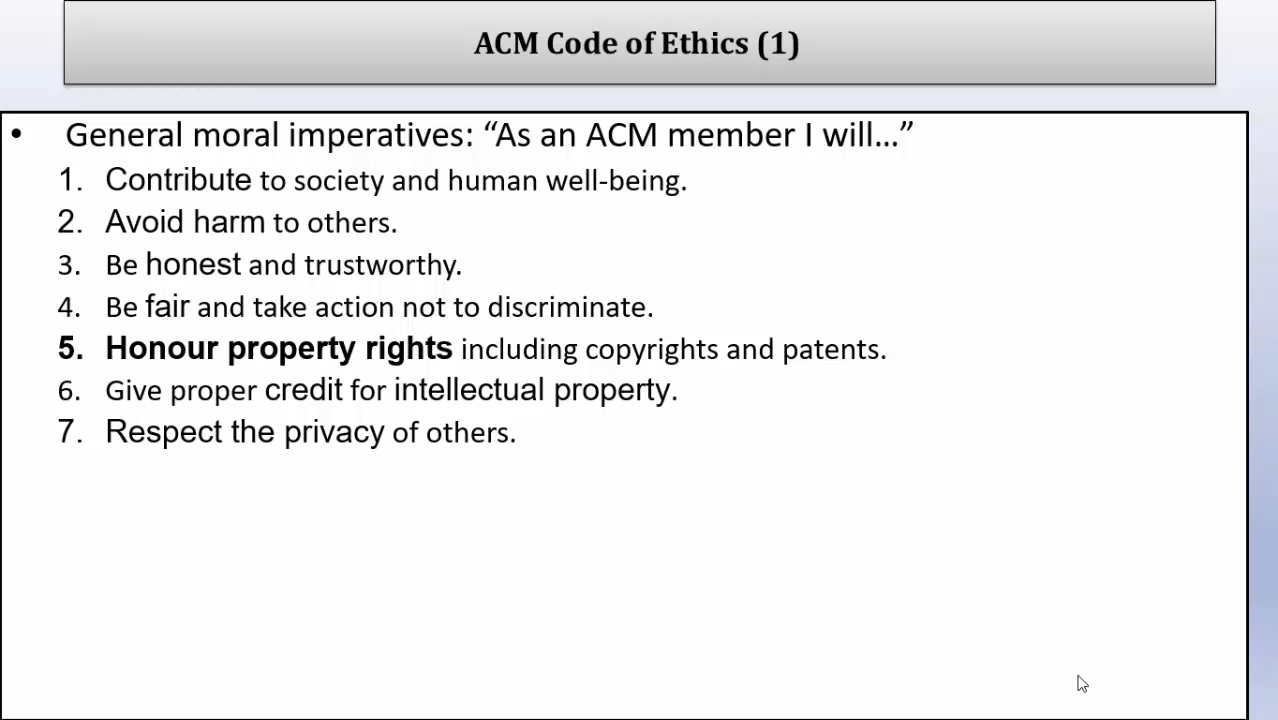 ACM Code of Ethics (1)
• General moral imperatives: “As an ACM member I will…”
1. Contribute to society and human well-being.
2. Avoid harm to others.
3. Be honest and trustworthy.
4. Be fair and take action not to discriminate.
5. Honour property rights including copyrights and patents.
6. Give proper credit for intellectual property.
7. Respect the privacy of others.